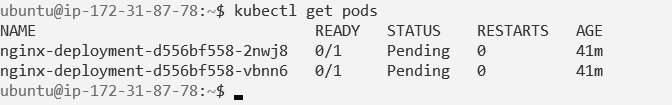 ubuntu@ip-172-31-87-78:~$ kubectl get pods
NAME READY STATUS RESTARTS AGE
nginx-deployment-d556bf558-2nwj8 0/1 Pending 0 41m
nginx-deployment-d556bf558-vbnn6 0/1 Pending 0 41m
ubuntu@ip-172-31-87-78:~$